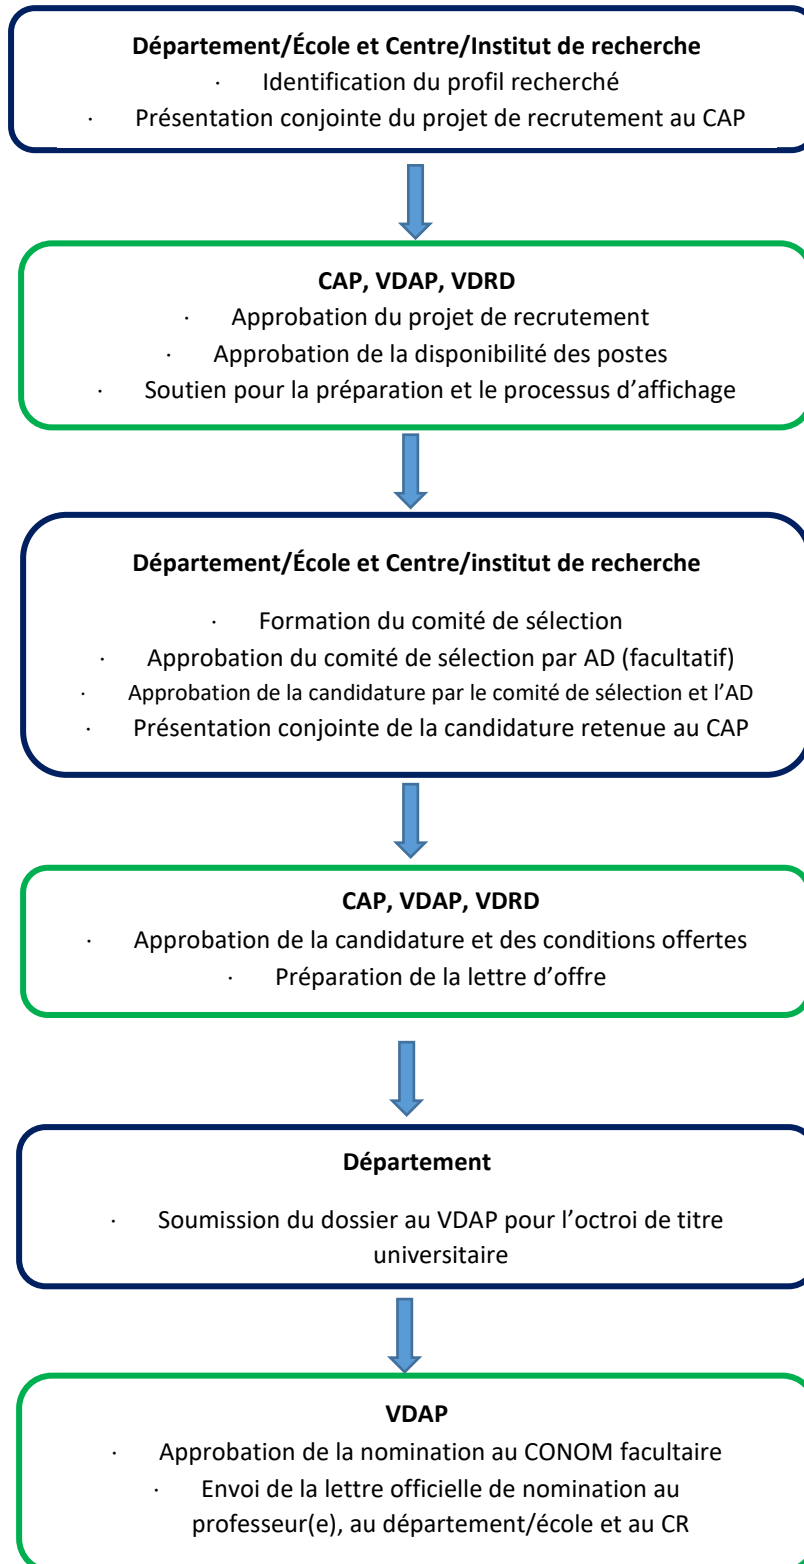 Département/École et Centre/Institut de recherche
· Identification du profil recherché
· Présentation conjointe du projet de recrutement au CAP
CAP, VDAP, VDRD
· Approbation du projet de recrutement
· Approbation de la disponibilité des postes
· Soutien pour la préparation et le processus d’affichage
Département/École et Centre/institut de recherche
· Formation du comité de sélection
· Approbation du comité de sélection par AD (facultatif)
· Approbation de la candidature par le comité de sélection et l’AD
· Présentation conjointe de la candidature retenue au CAP
CAP, VDAP, VDRD
· Approbation de la candidature et des conditions offertes
· Préparation de la lettre d’offre
Département
· Soumission du dossier au VDAP pour l’octroi de titre
universitaire
VDAP
· Approbation de la nomination au CONOM facultaire
· Envoi de la lettre officielle de nomination au
professeur(e), au département/école et au CR